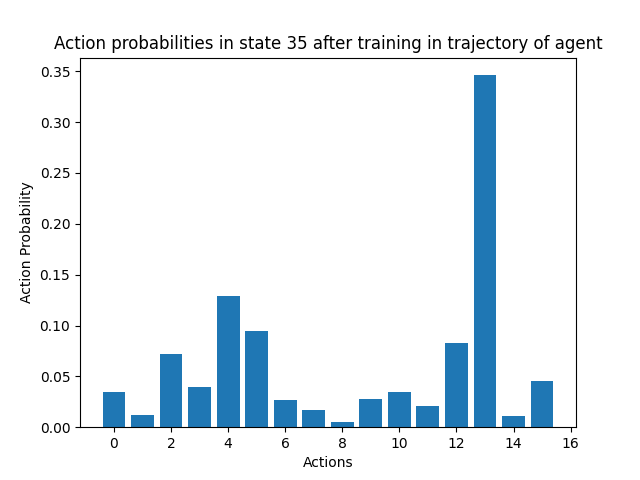 Action probabilities in state 35 after training in trajectory of agent
0.35
0.30
0.25
0.20
0.15
0.10
0.05
0.00
Action Probability
0 2 4 6 8 10 12 14 16
Actions